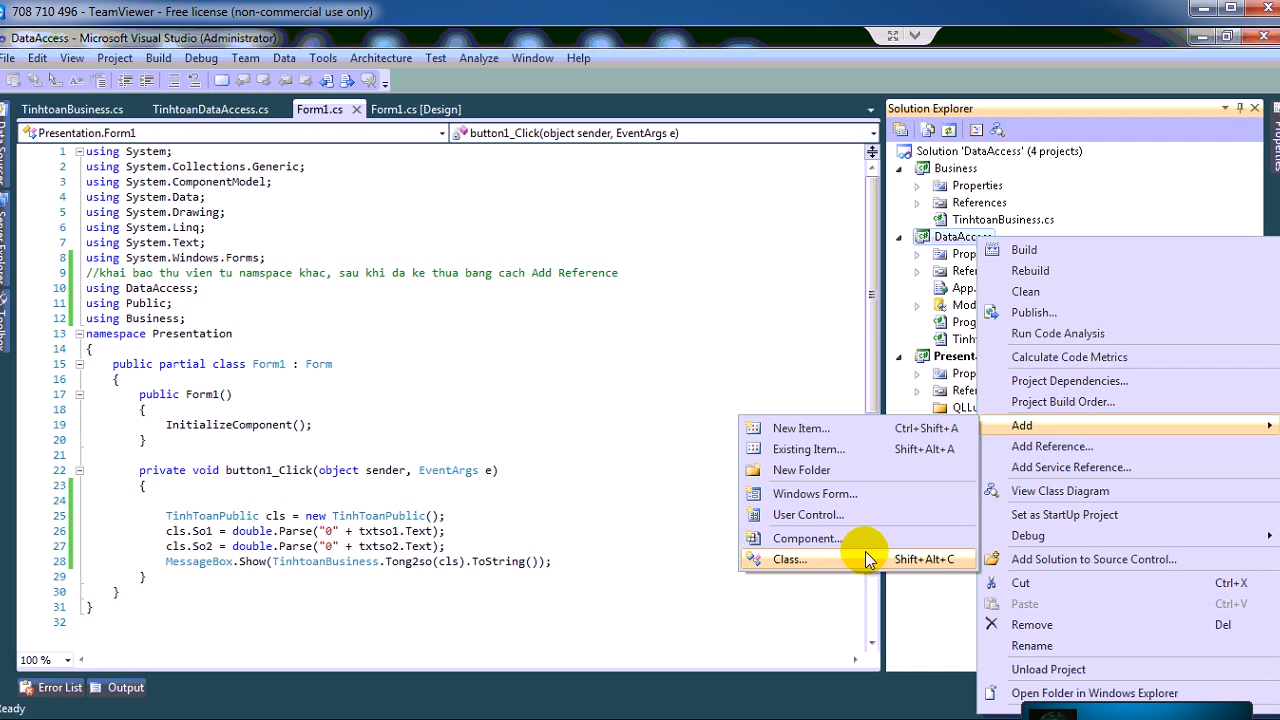 708 710 496 - TeamViewer - Free license (non-commercial use only)
DataAccess - Microsoft Visual Studio (Administrator)
File Edit View Project Build Debug Team Data Tools Architecture Test Analyze Window Help
TinhtoanBusiness.cs TinhtoanDataAccess.cs Form1.cs Form1.cs [Design]
Presentation.Form1 button1_Click(object sender, EventArgs e)
1 using System;
2 using System.Collections.Generic;
3 using System.ComponentModel;
4 using System.Data;
5 using System.Drawing;
6 using System.Linq;
7 using System.Text;
8 using System.Windows.Forms;
9 //khai bao thu vien tu namspace khac, sau khi da ke thua bang cach Add Reference
10 using DataAccess;
11 using Public;
12 using Business;
13 namespace Presentation
14 {
15 public partial class Form1 : Form
16 {
17 public Form1()
18 {
19 InitializeComponent();
20 }
21
22 private void button1_Click(object sender, EventArgs e)
23 {
24
25 TinhToanPublic cls = new TinhToanPublic();
26 cls.So1 = double.Parse("0" + txtso1.Text);
27 cls.So2 = double.Parse("0" + txtso2.Text);
28 MessageBox.Show(TinhtoanBusiness.Tong2so(cls).ToString());
29 }
30 }
31 }
32
100 %
Error List Output
Ready
Data Sources
Server Explorer
Toolbox
Solution Explorer
Solution 'DataAccess' (4 projects)
Business
Properties
References
TinhtoanBusiness.cs
DataAccess
Prop
Refer
App.
Mod
Prog
Tinh
Present
Prop
Refer
QLLu
Properties
Build
Rebuild
Clean
Publish...
Run Code Analysis
Calculate Code Metrics
Project Dependencies...
Project Build Order...
Add
Add Reference...
Add Service Reference...
View Class Diagram
Set as StartUp Project
Debug
Add Solution to Source Control...
Cut Ctrl+X
Paste Ctrl+V
Remove Del
Rename
Unload Project
Open Folder in Windows Explorer
New Item... Ctrl+Shift+A
Existing Item... Shift+Alt+A
New Folder
Windows Form...
User Control...
Component...
Class... Shift+Alt+C